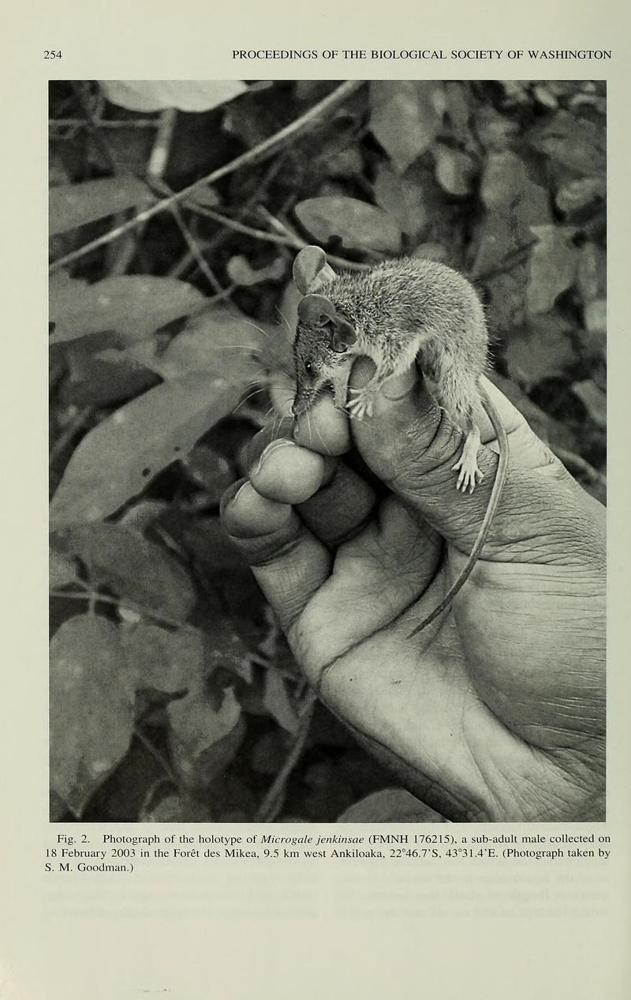 254
PROCEEDINGS OF THE BIOLOGICAL SOCIETY OF WASHINGTON
Fig. 2. Photograph of the holotype of Microgale jenkinsae (FMNH 176215), a sub-adult male collected on
18 February 2003 in the Forêt des Mikea, 9.5 km west Ankiloaka, 22°46.7'S, 43°31.4'E. (Photograph taken by
S. M. Goodman.)